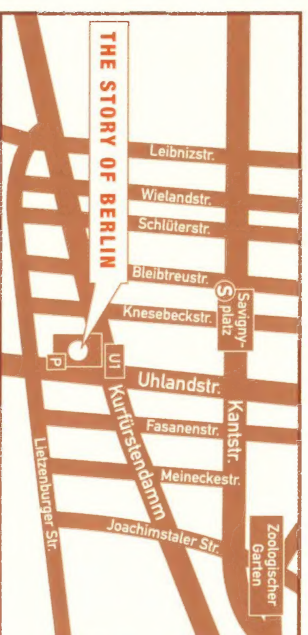 THE STORY OF BERLIN
Leibnizstr.
Wielandstr.
Schlüterstr.
Bleibtreustr.
Knesebeckstr.
Savigny-
platz
S
Uhlandstr.
U1
P
Kurfürstendamm
Kantstr.
Fasanenstr.
Meineckestr.
Joachimstaler Str.
Lietzenburger Str.
Zoologischer
Garten